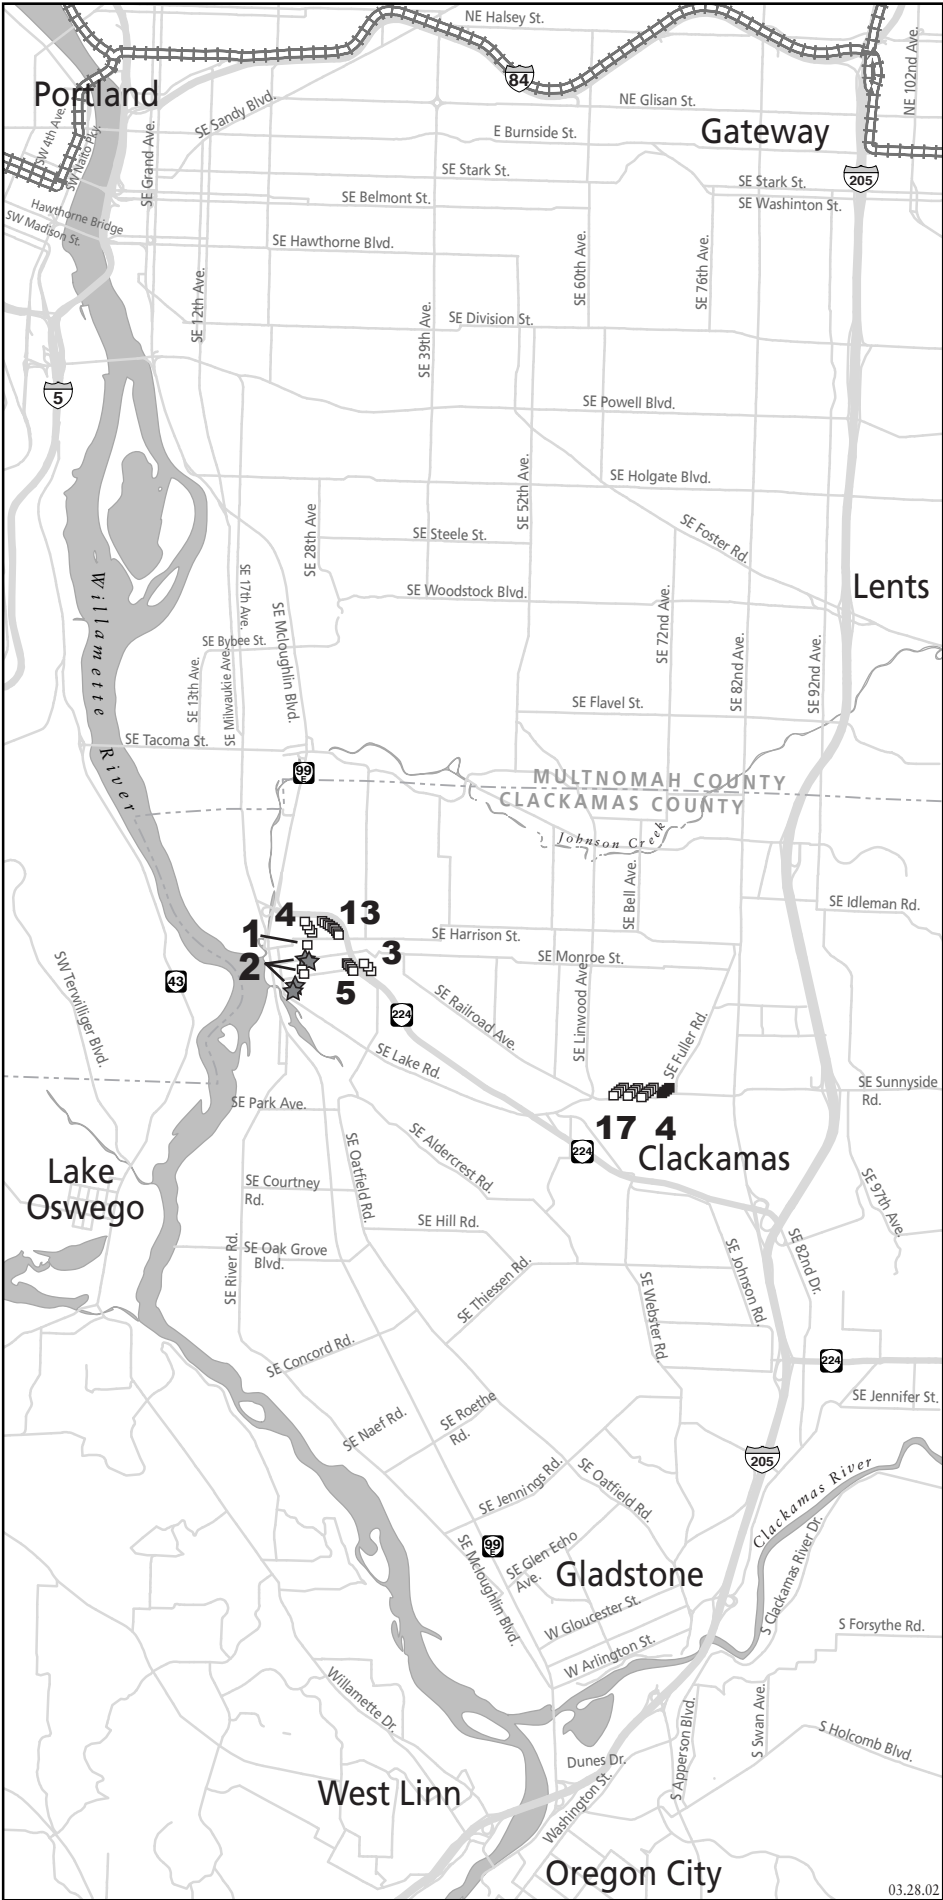 NE Halsey St.
84
NE 102nd Ave.
Portland
NE Glisan St.
SE Sandy Blvd.
E Burnside St.
Gateway
SW 4th Ave.
SW Naito Pky.
SE Grand Ave.
SE Stark St.
SE Stark St.
205
SE Belmont St.
SE Washinton St.
Hawthorne Bridge
SW Madison St.
SE Hawthorne Blvd.
SE 60th Ave.
SE 76th Ave.
SE 12th Ave.
SE 39th Ave.
SE Division St.
5
SE Powell Blvd.
SE Holgate Blvd.
SE 52th Ave.
SE 28th Ave
SE Steele St.
SE Foster Rd.
Willamette
River
SE 17th Ave.
SE Woodstock Blvd.
Lents
SE Mcloughlin Blvd.
SE 72nd Ave.
SE Bybee St.
SE 82nd Ave.
SE 92nd Ave.
SE 13th Ave.
SE Milwaukie Ave.
SE Flavel St.
SE Tacoma St.
99
E
MULTNOMAH COUNTY
CLACKAMAS COUNTY
Johnson Creek
SE Bell Ave.
SE Idleman Rd.
4
13
1
SE Harrison St.
2
3
SE Monroe St.
5
43
SW Terwilliger Blvd.
224
SE Railroad Ave.
SE Linwood Ave.
SE Fuller Rd.
SE Lake Rd.
SE Sunnyside
Rd.
SE Park Ave.
17
4
224
Clackamas
SE Aldercrest Rd.
SE Oatfield Rd.
Lake
Oswego
SE Courtney
Rd.
SE 97th Ave.
SE Hill Rd.
SE River Rd.
SE Oak Grove
Blvd.
SE Thiessen Rd.
SE Webster Rd.
SE Johnson Rd.
SE 82nd Dr.
SE Concord Rd.
224
SE Jennifer St.
SE Naef Rd.
SE Roethe
Rd.
205
SE Jennings Rd.
SE Oatfield Rd.
Clackamas River
99
E
SE Mcloughlin Blvd.
SE Glen Echo
Ave.
Gladstone
S Clackamas River Dr.
W Gloucester St.
S Forsythe Rd.
W Arlington St.
Willamette Dr.
S Apperson Blvd.
S Swan Ave.
S Holcomb Blvd.
Dunes Dr.
West Linn
Washington St.
Oregon City
03.28.02